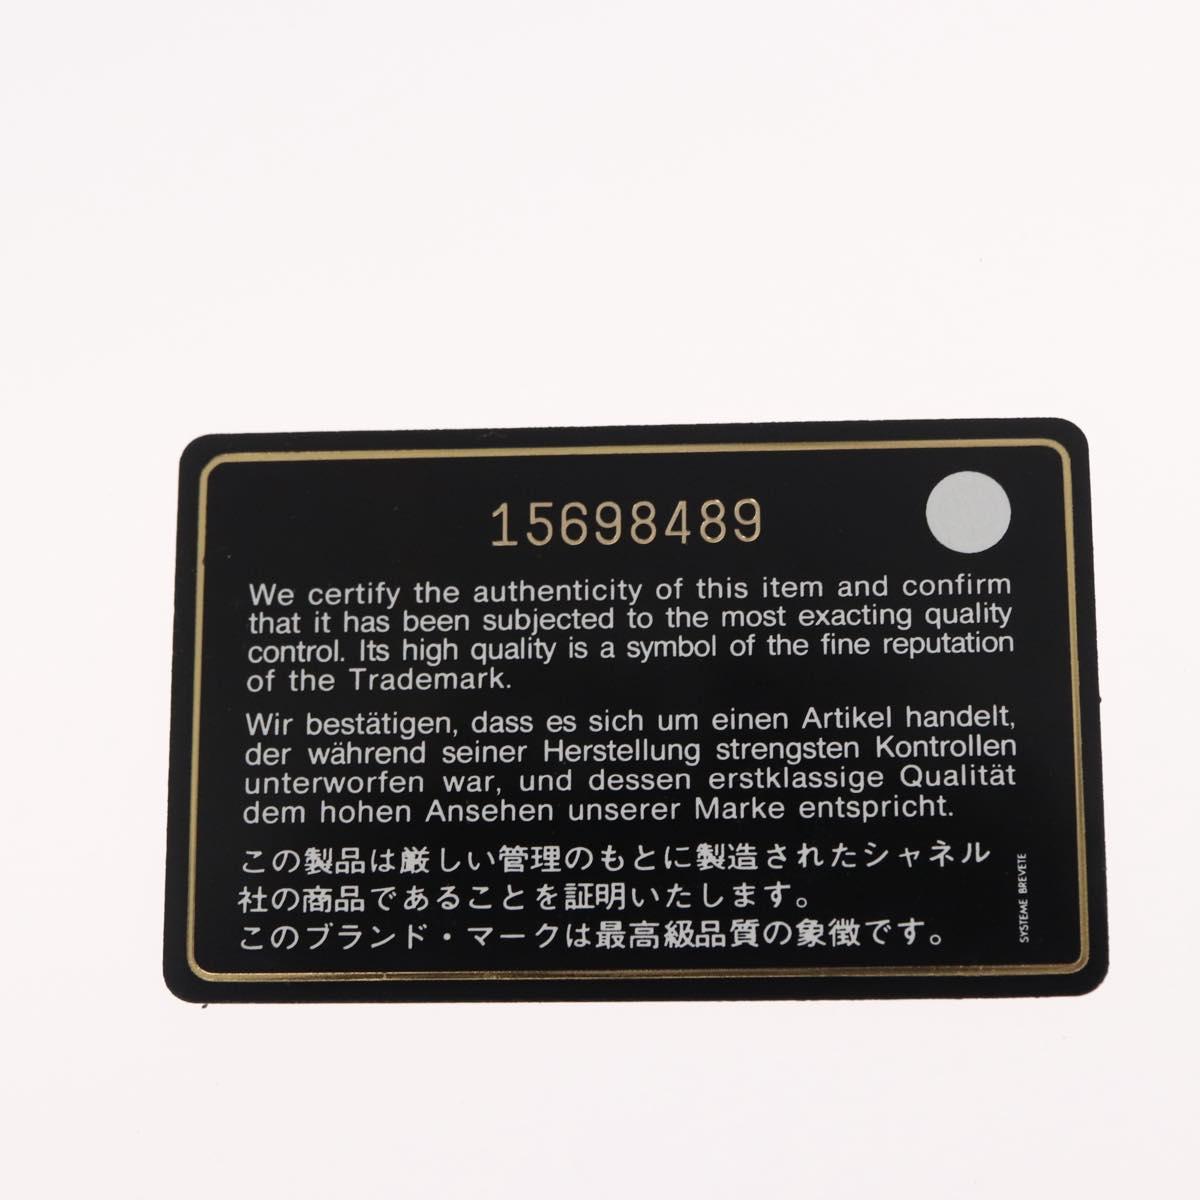 15698489
We certify the authenticity of this item and confirm
that it has been subjected to the most exacting quality
control. Its high quality is a symbol of the fine reputation
of the Trademark.
Wir bestätigen, dass es sich um einen Artikel handelt,
der während seiner Herstellung strengsten Kontrollen
unterworfen war, und dessen erstklassige Qualität
dem hohen Ansehen unserer Marke entspricht.
この製品は厳しい管理のもとに製造されたシャネル
社の商品であることを証明いたします。
このブランド・マークは最高級品質の象徴です。
SYSTEME BREVETE